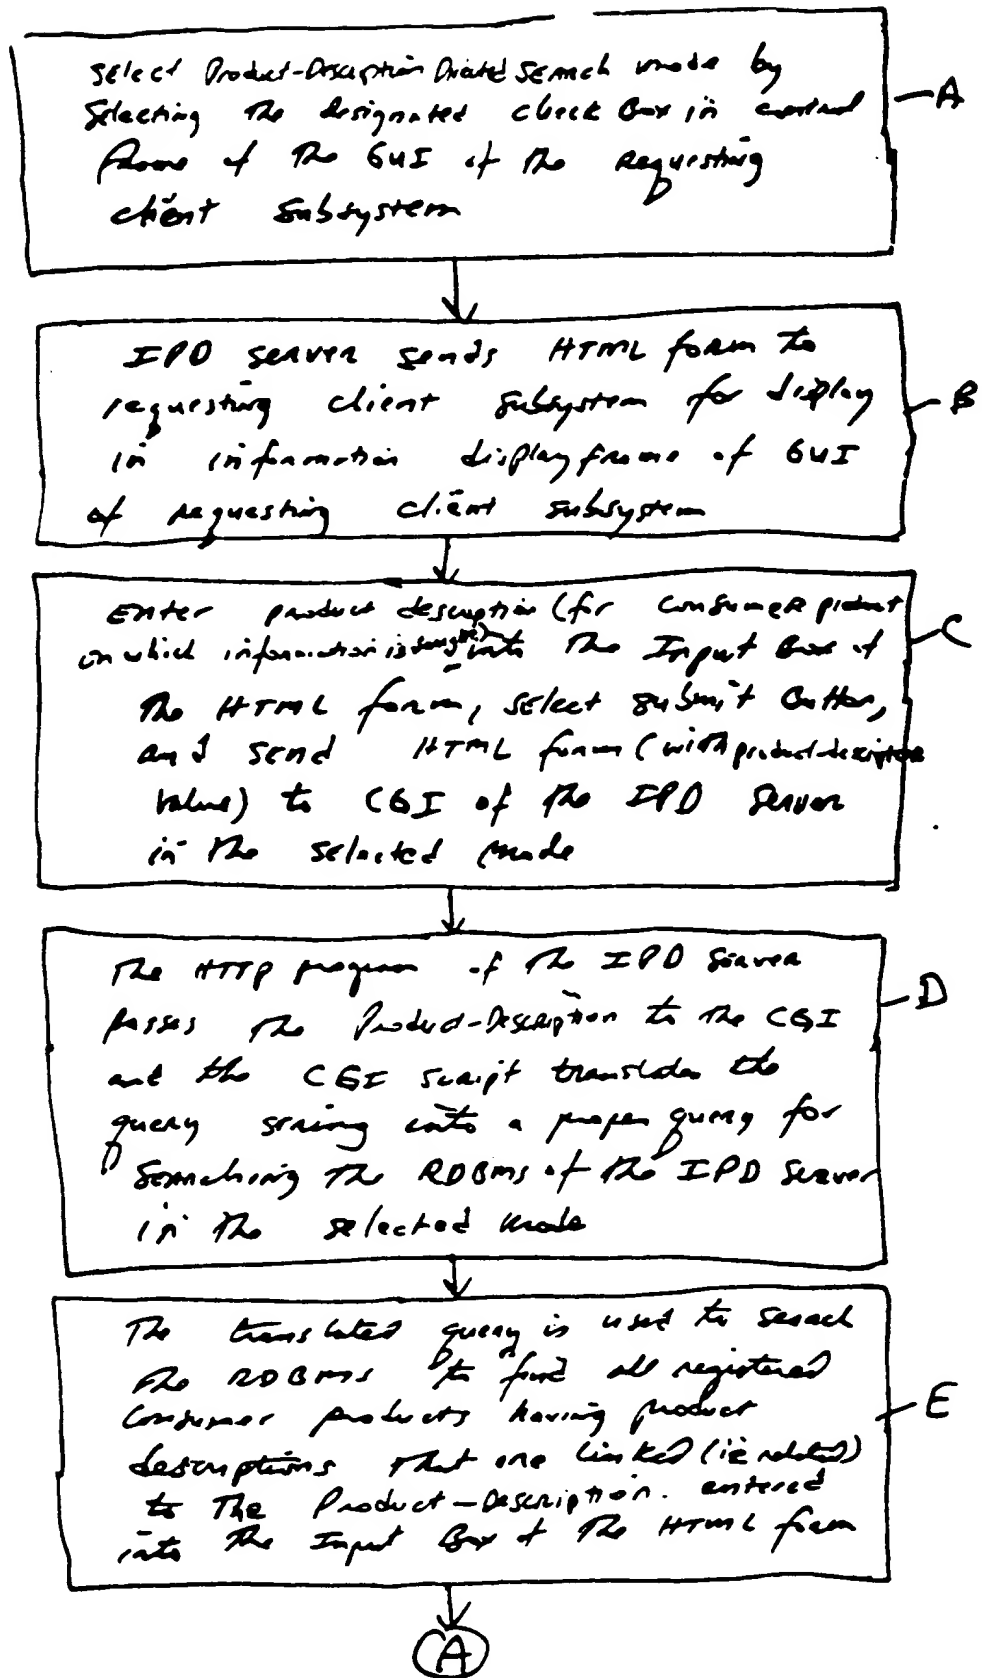 Select Product-Description Directed Search mode by
Selecting the designated check Box in control
frame of the GUI of the requesting
client Subsystem
A
IPD server sends HTML form to
requesting client subsystem for display
in information display frame of GUI
of requesting client subsystem
B
Enter product description (for consumer product
on which information is sought) into the Input Box of
the HTML form, select submit Button,
and send HTML form (with product-description
value) to CGI of the IPD Server
in the selected mode
C
The HTTP program of the IPD Server
passes the Product-Description to the CGI
and the CGI script translates the
query string into a proper query for
Searching the RDBMS of the IPD Server
in the selected mode
D
The translated query is used to search
the RDBMS to find all registered
Consumer products having product
descriptions that are linked (ie related)
to the Product-Description. entered
into the Input Box of the HTML form
E
A